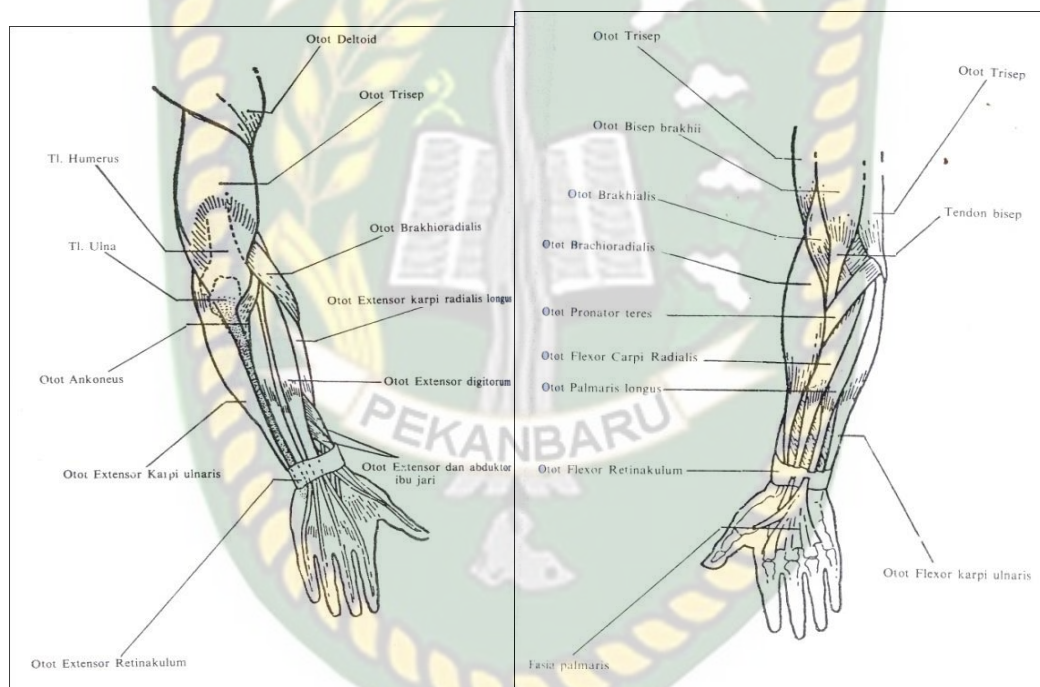 Otot Deltoid
Otot Trisep
Tl. Humerus
Otot Brakhioradialis
Tl. Ulna
Otot Extensor karpi radialis longus
Otot Ankoneus
Otot Extensor digitorum
Otot Extensor Karpi ulnaris
Otot Extensor dan abduktor
ibu jari
Otot Extensor Retinakulum
Otot Trisep
Otot Trisep
Otot Bisep brakhii
Otot Brakhialis
Tendon bisep
Otot Brachioradialis
Otot Pronator teres
Otot Flexor Carpi Radialis
Otot Palmaris longus
Otot Flexor Retinakulum
Otot Flexor karpi ulnaris
Fasia palmaris
PEKANBARU